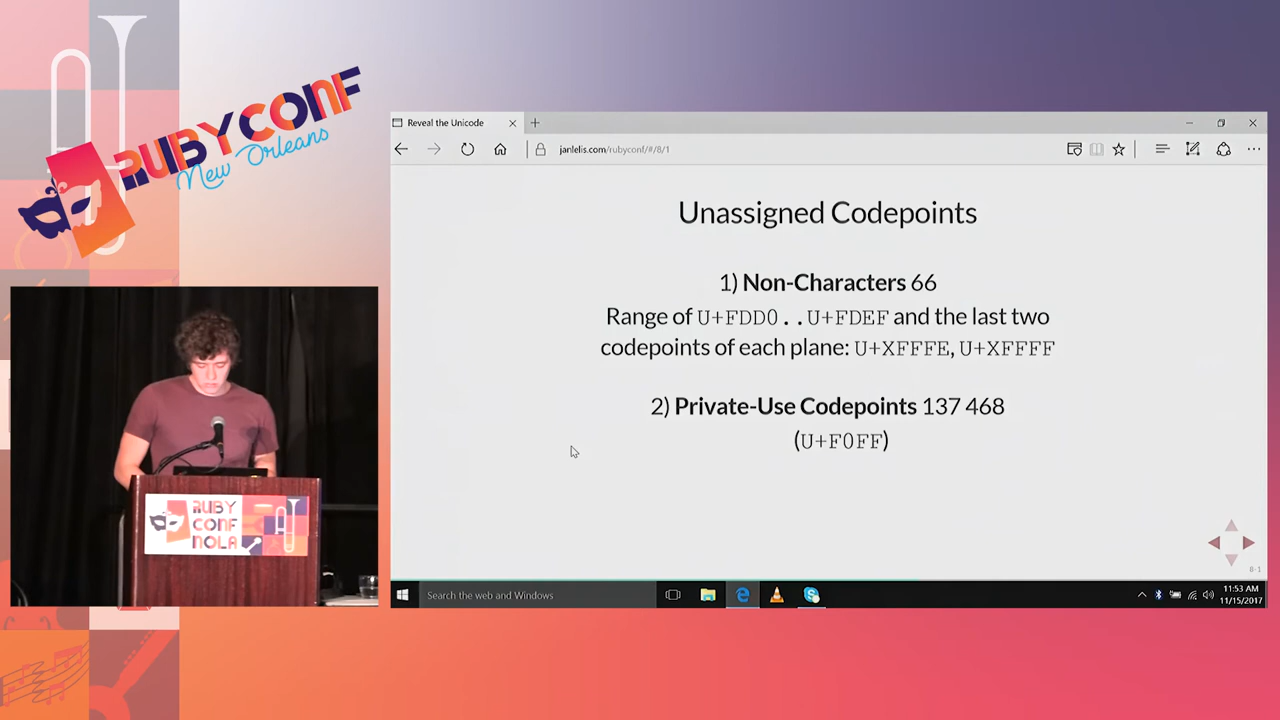 RUBYCONF
New Orleans
Reveal the Unicode
janlelis.com/rubyconf/#/8/1
Unassigned Codepoints
1) Non-Characters 66
Range of U+FDD0..U+FDEF and the last two
codepoints of each plane: U+XFFFE, U+XFFFF
2) Private-Use Codepoints 137 468
(U+F0FF)
8-1
Search the web and Windows
11:53 AM
11/15/2017
RUBY
CONF
NOLA